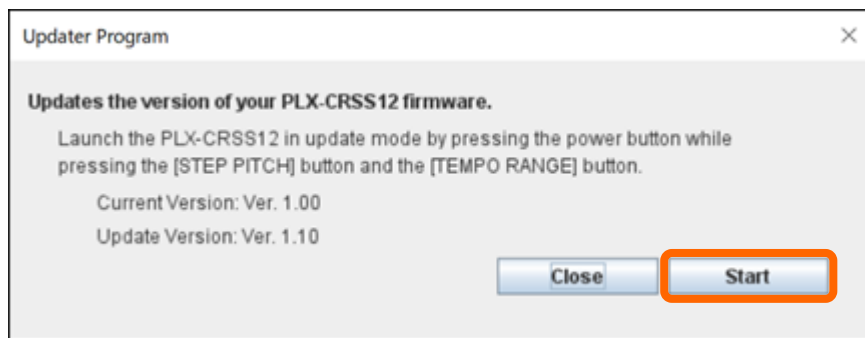 Updater Program
Updates the version of your PLX-CRSS12 firmware.
Launch the PLX-CRSS12 in update mode by pressing the power button while
pressing the [STEP PITCH] button and the [TEMPO RANGE] button.
Current Version: Ver. 1.00
Update Version: Ver. 1.10
Close Start